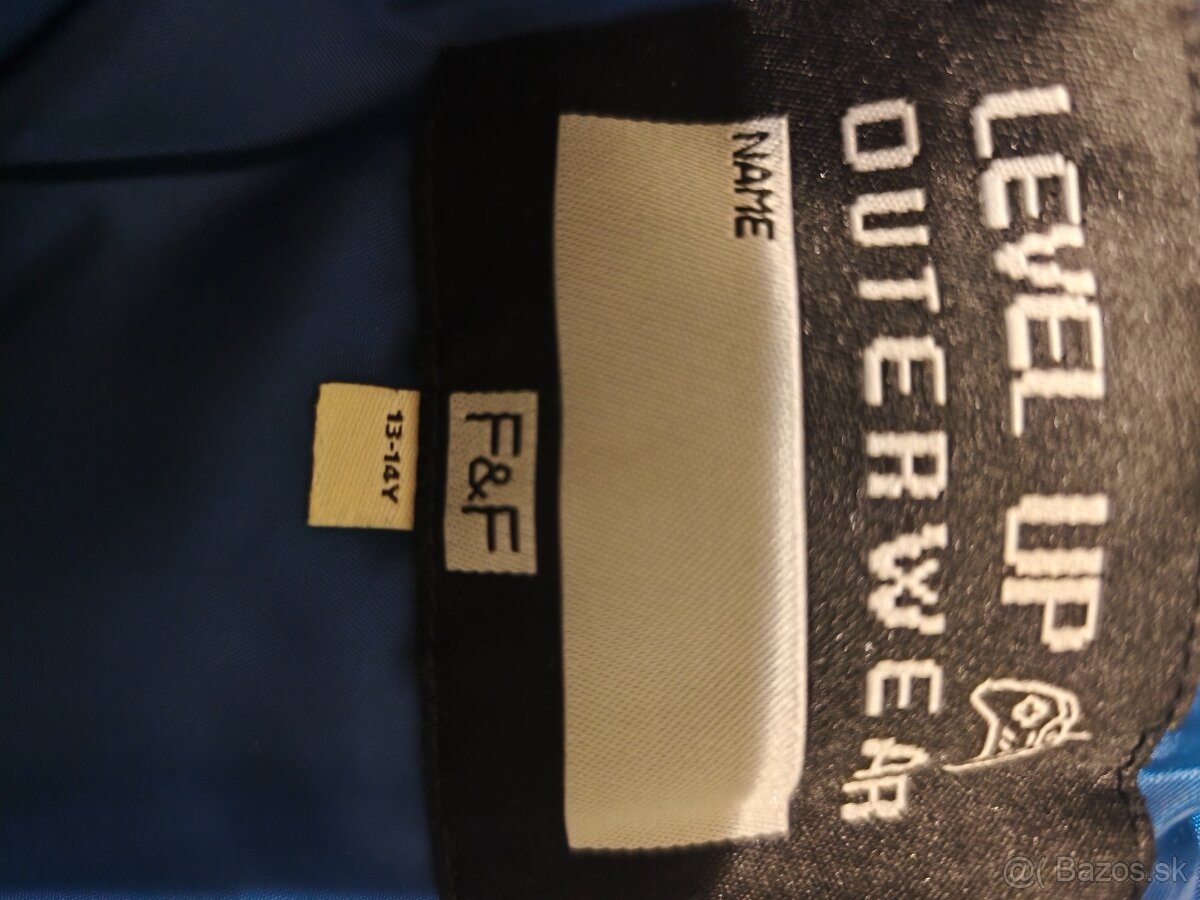 LEVEL UP
OUTERWEAR
NAME
F&F
13-14Y
@( Bazos.sk